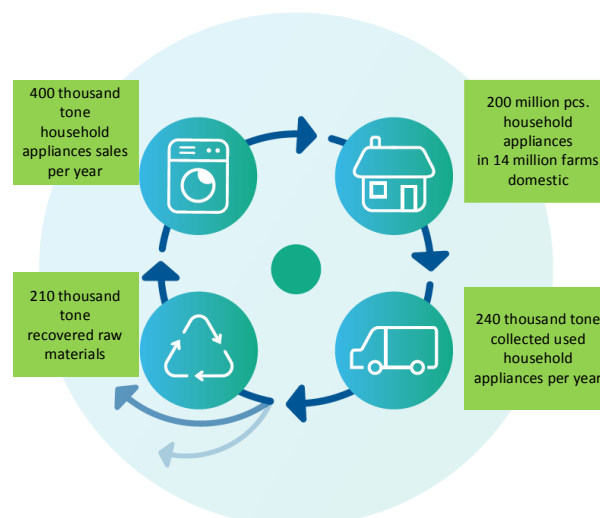 400 thousand
tone
household
appliances sales
per year
200 million pcs.
household
appliances
in 14 million farms
domestic
210 thousand
tone
recovered raw
materials
240 thousand tone
collected used
household
appliances per year